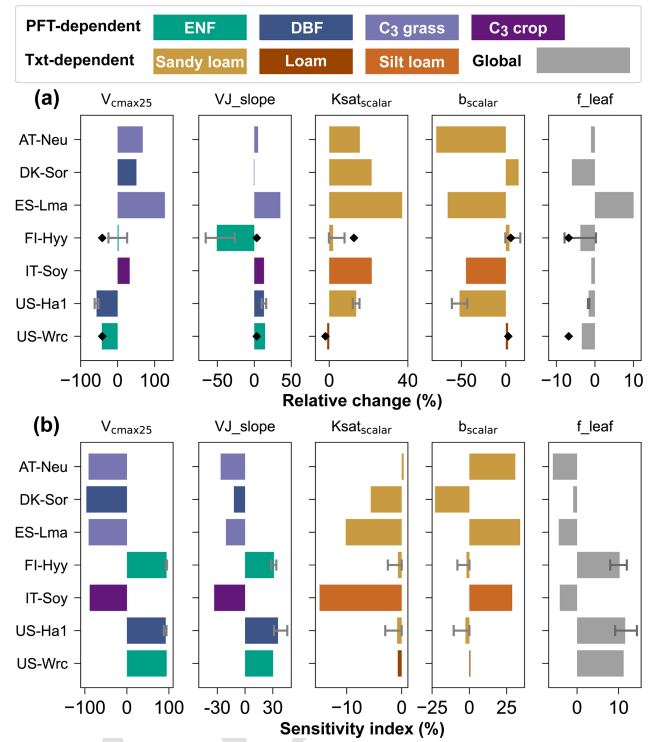 PFT-dependent ENF DBF C₃ grass C₃ crop
Txt-dependent Sandy loam Loam Silt loam Global
(a) Vcmax25 VJ_slope Ksatscalar bscalar f_leaf
AT-Neu
DK-Sor
ES-Lma
FI-Hyy
IT-Soy
US-Ha1
US-Wrc
−100 0 100 −50 0 50 0 40 −50 0 −10 0 10
Relative change (%)
(b) Vcmax25 VJ_slope Ksatscalar bscalar f_leaf
AT-Neu
DK-Sor
ES-Lma
FI-Hyy
IT-Soy
US-Ha1
US-Wrc
−100 0 100 -30 0 30 −10 0 −25 0 25 0 10
Sensitivity index (%)